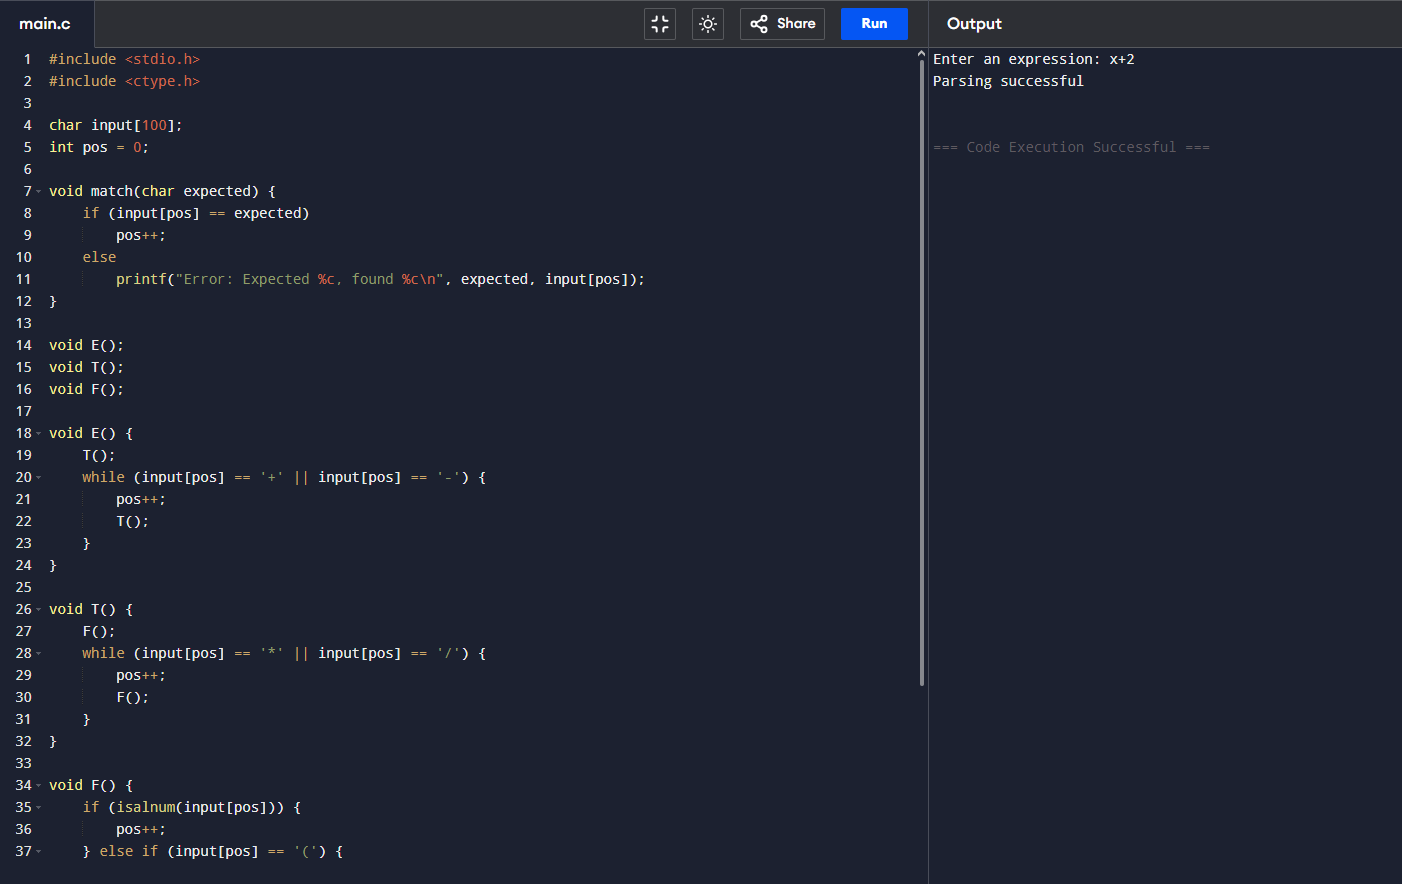 main.c
Share
Run
Output
1 #include <stdio.h>
2 #include <ctype.h>
3
4 char input[100];
5 int pos = 0;
6
7 void match(char expected) {
8     if (input[pos] == expected)
9         pos++;
10     else
11         printf("Error: Expected %c, found %c\n", expected, input[pos]);
12 }
13
14 void E();
15 void T();
16 void F();
17
18 void E() {
19     T();
20     while (input[pos] == '+' || input[pos] == '-') {
21         pos++;
22         T();
23     }
24 }
25
26 void T() {
27     F();
28     while (input[pos] == '*' || input[pos] == '/') {
29         pos++;
30         F();
31     }
32 }
33
34 void F() {
35     if (isalnum(input[pos])) {
36         pos++;
37     } else if (input[pos] == '(') {
Enter an expression: x+2
Parsing successful
=== Code Execution Successful ===